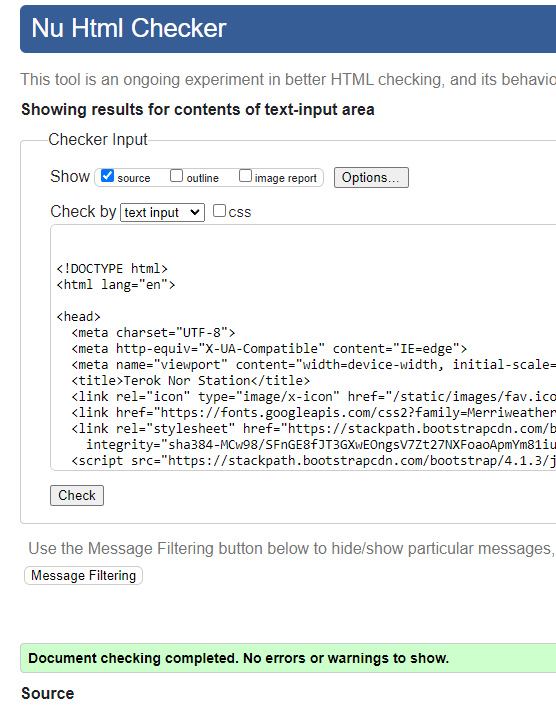 Nu Html Checker
This tool is an ongoing experiment in better HTML checking, and its behavio
Showing results for contents of text-input area
Checker Input
Show source outline image report Options...
Check by text input css
<!DOCTYPE html>
<html lang="en">
<head>
<meta charset="UTF-8">
<meta http-equiv="X-UA-Compatible" content="IE=edge">
<meta name="viewport" content="width=device-width, initial-scale=
<title>Terok Nor Station</title>
<link rel="icon" type="image/x-icon" href="/static/images/fav.ico
<link href="https://fonts.googleapis.com/css2?family=Merriweather
<link rel="stylesheet" href="https://stackpath.bootstrapcdn.com/b
integrity="sha384-MCw98/SFnGE8fJT3GXwEOngsV7Zt27NXFoaoApmYm81iu
<script src="https://stackpath.bootstrapcdn.com/bootstrap/4.1.3/j
Check
Use the Message Filtering button below to hide/show particular messages,
Message Filtering
Document checking completed. No errors or warnings to show.
Source